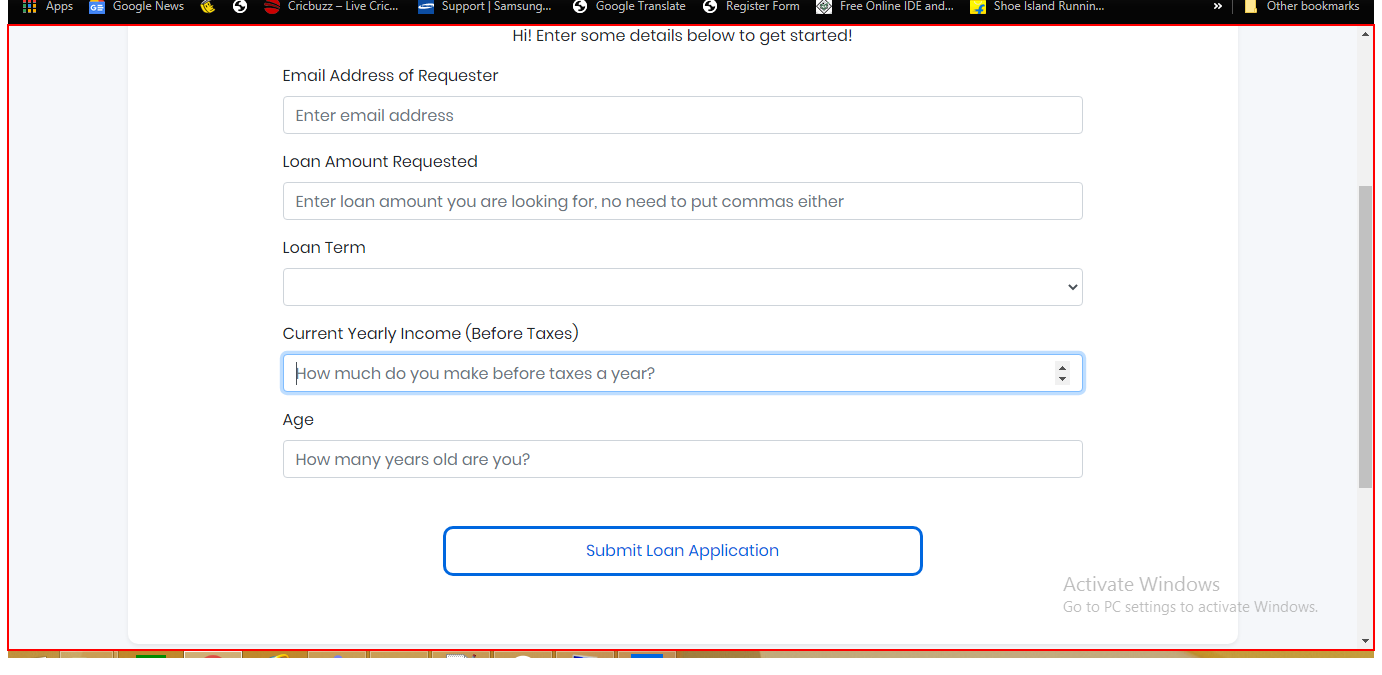 Apps Google News Cricbuzz – Live Cric... Support | Samsung... Google Translate Register Form Free Online IDE and... Shoe Island Runnin... » Other bookmarks
Hi! Enter some details below to get started!
Email Address of Requester
Enter email address
Loan Amount Requested
Enter loan amount you are looking for, no need to put commas either
Loan Term
Current Yearly Income (Before Taxes)
How much do you make before taxes a year?
Age
How many years old are you?
Submit Loan Application
Activate Windows
Go to PC settings to activate Windows.